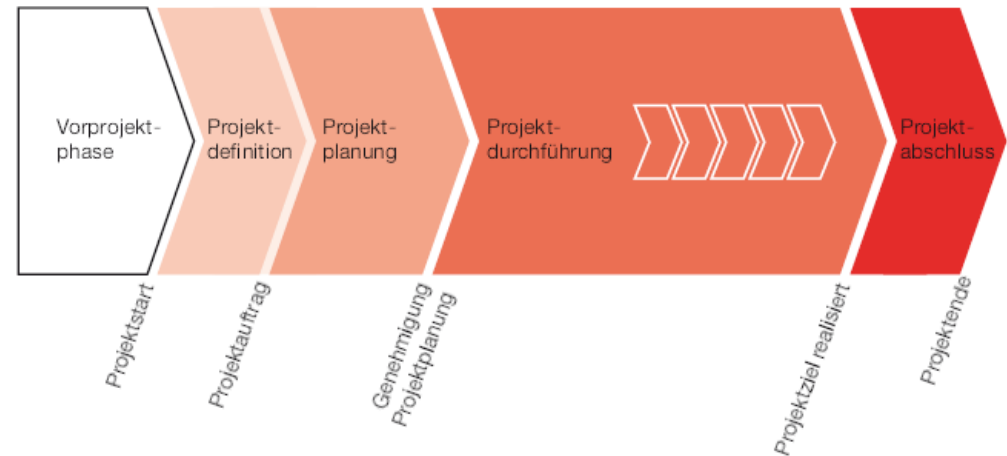 Vorprojekt-
phase
Projekt-
definition
Projekt-
planung
Projekt-
durchführung
Projekt-
abschluss
Projektstart
Projektauftrag
Genehmigung
Projektplanung
Projektziel realisiert
Projektende